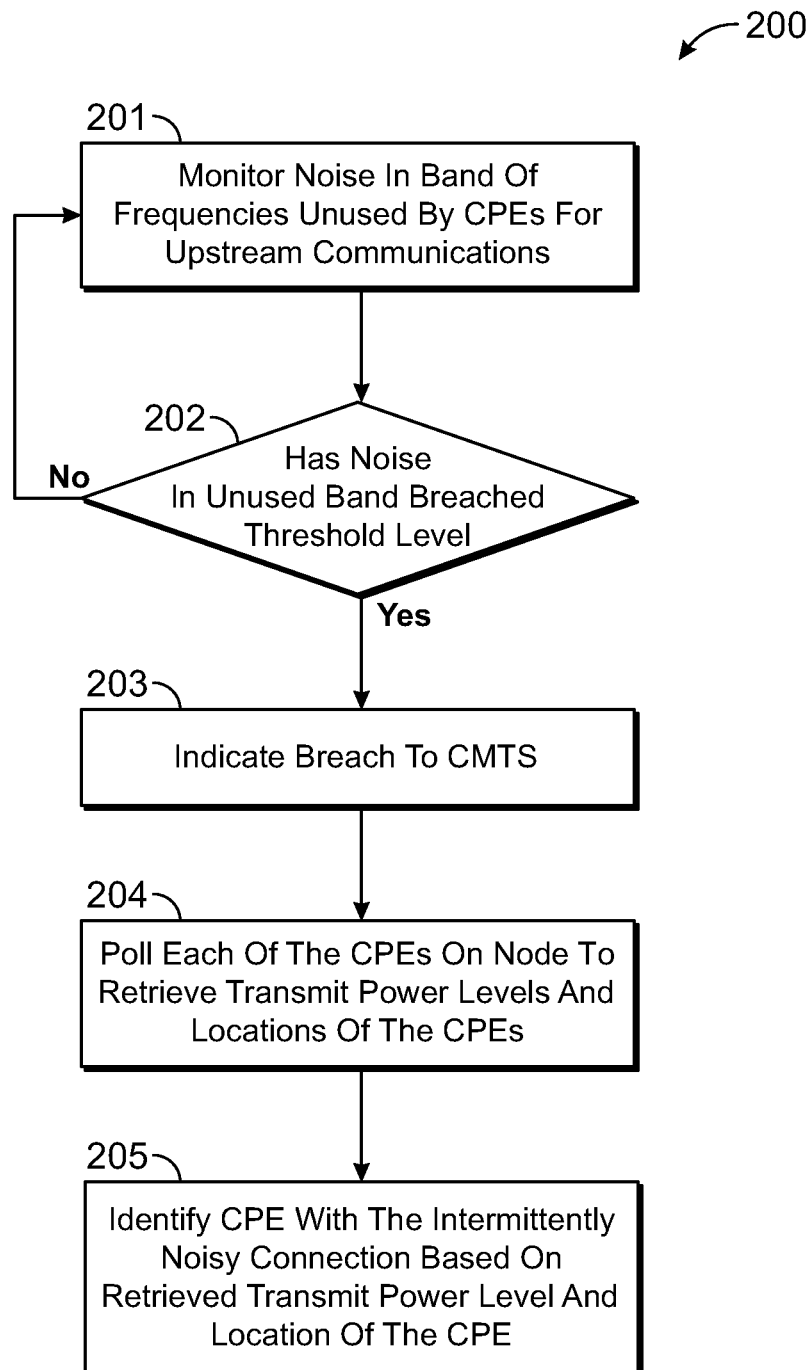 200
201
Monitor Noise In Band Of
Frequencies Unused By CPEs For
Upstream Communications
202
Has Noise
In Unused Band Breached
Threshold Level
No
Yes
203
Indicate Breach To CMTS
204
Poll Each Of The CPEs On Node To
Retrieve Transmit Power Levels And
Locations Of The CPEs
205
Identify CPE With The Intermittently
Noisy Connection Based On
Retrieved Transmit Power Level And
Location Of The CPE